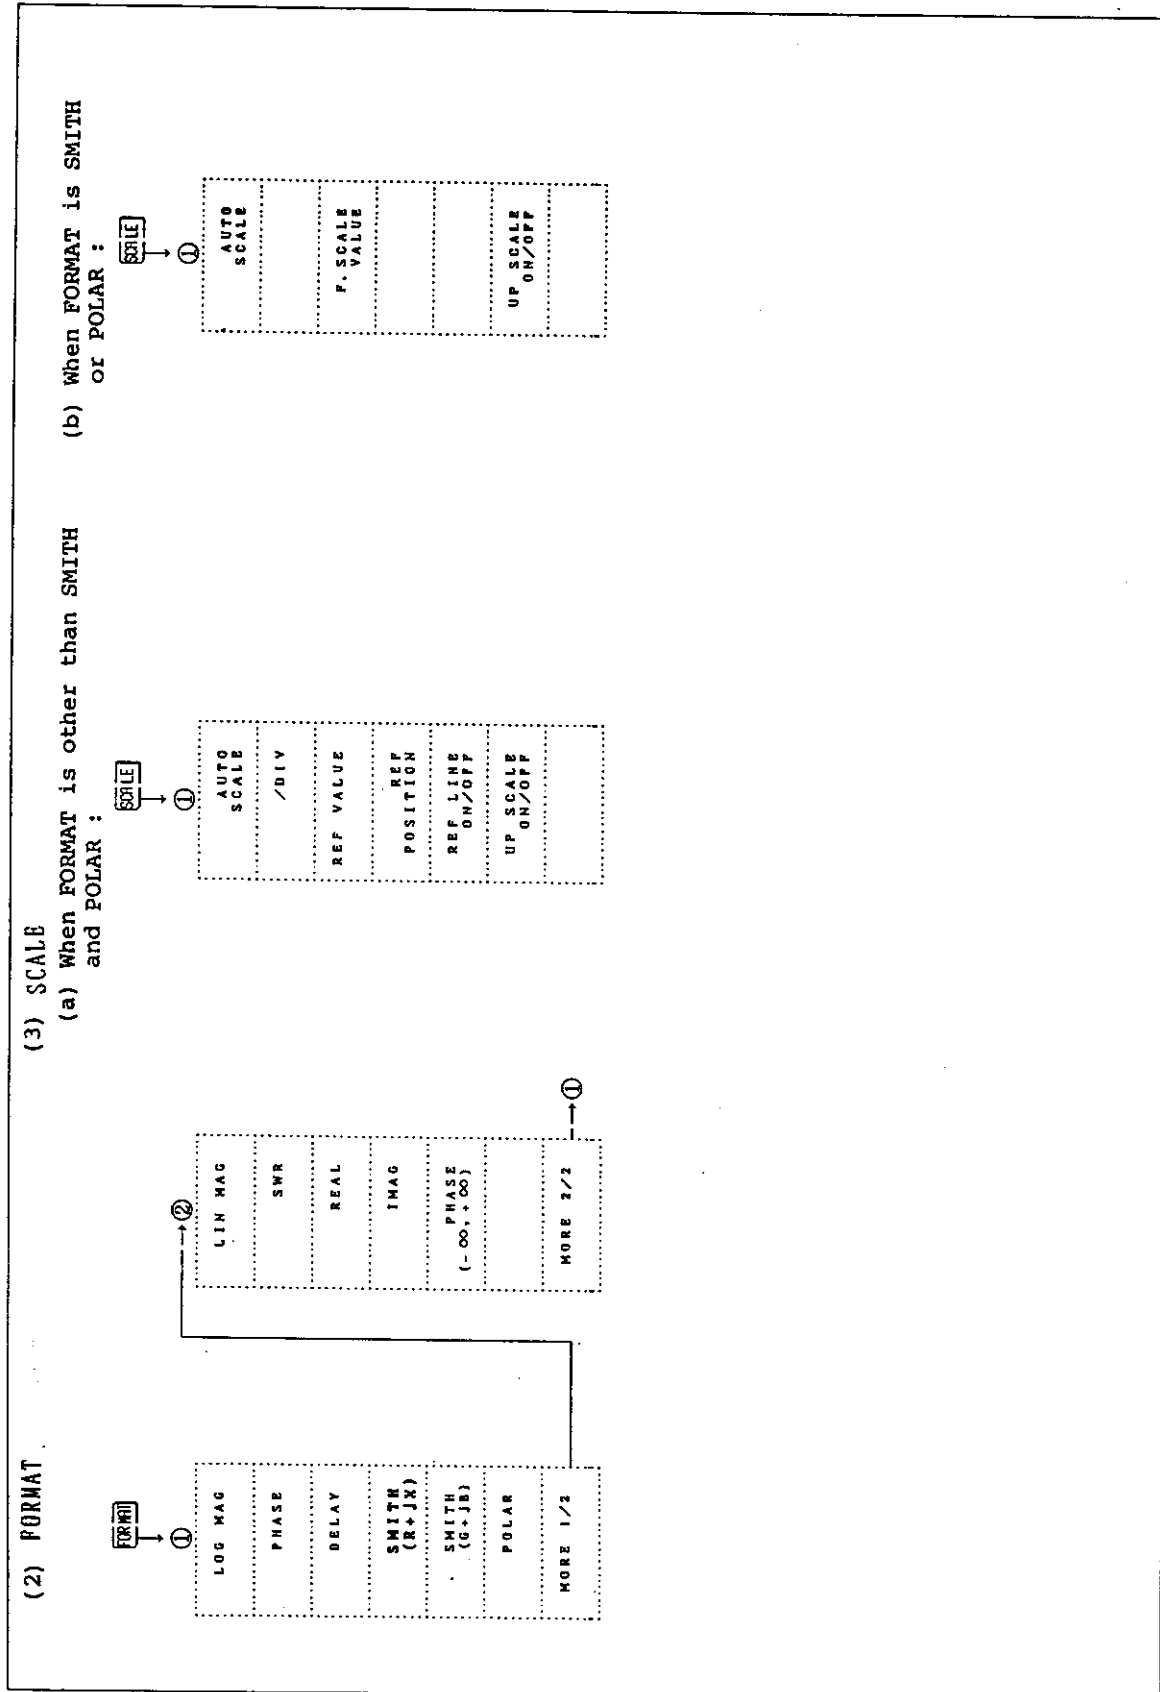 (2) FORMAT
FORMAT
①
LOG MAG
PHASE
DELAY
SMITH
(R+JX)
SMITH
(G+jB)
POLAR
MORE 1/2
②
LIN MAG
SWR
REAL
IMAG
PHASE
(-∞,+∞)
MORE 2/2
①
(3) SCALE
(a) When FORMAT is other than SMITH
and POLAR :
SCALE
①
AUTO
SCALE
/DIV
REF VALUE
REF
POSITION
REF LINE
ON/OFF
UP SCALE
ON/OFF
(b) When FORMAT is SMITH
or POLAR :
SCALE
①
AUTO
SCALE
F.SCALE
VALUE
UP SCALE
ON/OFF